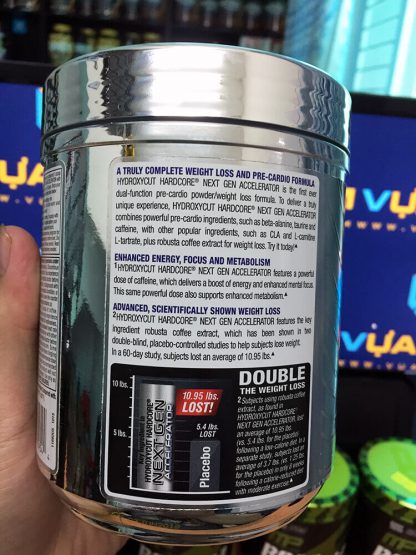 A TRULY COMPLETE WEIGHT LOSS AND PRE-CARDIO FORMULA
HYDROXYCUT HARDCORE® NEXT GEN ACCELERATOR is the first ever
dual-function pre-cardio powder/weight loss formula. To deliver a truly
unique experience, HYDROXYCUT HARDCORE® NEXT GEN ACCELERATOR
combines powerful pre-cardio ingredients, such as beta-alanine, taurine and
caffeine, with other popular ingredients, such as CLA and L-carnitine
L-tartrate, plus robusta coffee extract for weight loss. Try it today!▲
ENHANCED ENERGY, FOCUS AND METABOLISM
¹HYDROXYCUT HARDCORE® NEXT GEN ACCELERATOR features a powerful
dose of caffeine, which delivers a boost of energy and enhanced mental focus.
This same powerful dose also supports enhanced metabolism.▲
ADVANCED, SCIENTIFICALLY SHOWN WEIGHT LOSS
²HYDROXYCUT HARDCORE® NEXT GEN ACCELERATOR features the key
ingredient robusta coffee extract, which has been shown in two
double-blind, placebo-controlled studies to help subjects lose weight.
In a 60-day study, subjects lost an average of 10.95 lbs.▲
10 lbs.
5 lbs.
Key ingredient in
HYDROXYCUT HARDCORE®
NEXT GEN
ACCELERATOR
10.95 lbs.
LOST!
5.4 lbs.
LOST
Placebo
DOUBLE
THE WEIGHT LOSS
² Subjects using robusta
coffee extract, as found in
HYDROXYCUT HARDCORE®
NEXT GEN ACCELERATOR, lost
an average of 10.95 lbs.
(vs. 5.4 lbs. for the placebo)
following a low-calorie diet. In a
separate study, subjects lost an
average of 3.7 lbs. (vs. 1.25 lbs.
for the placebo) in only 8 weeks
following a calorie-reduced diet
with moderate exercise.▲
VUA